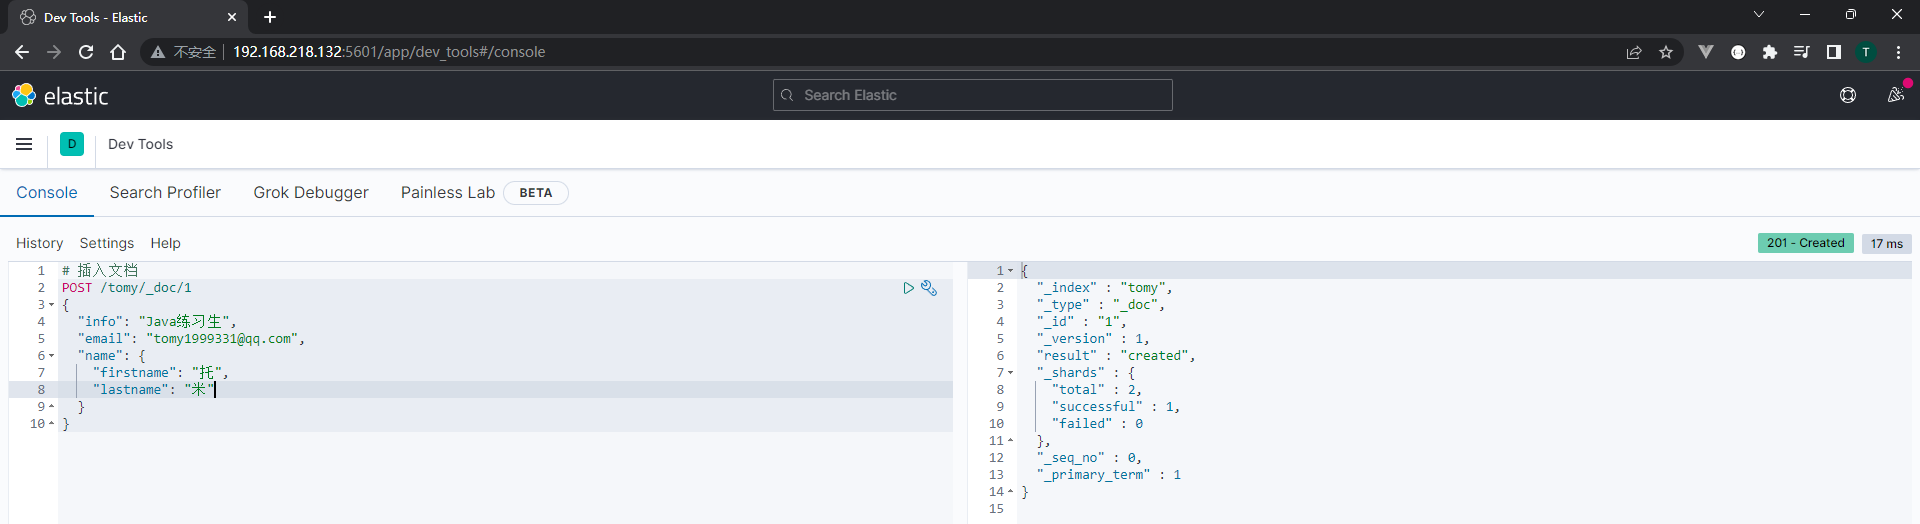 Dev Tools - Elastic
不安全 192.168.218.132:5601/app/dev_tools#/console
T
elastic
Search Elastic
D
Dev Tools
Console Search Profiler Grok Debugger Painless Lab BETA
History Settings Help
201 - Created 17 ms
1 # 插入文档
2 POST /tomy/_doc/1
3 {
4 "info": "Java练习生",
5 "email": "tomy1999331@qq.com",
6 "name": {
7 "firstname": "托",
8 "lastname": "米"
9 }
10 }
1 {
2 "_index" : "tomy",
3 "_type" : "_doc",
4 "_id" : "1",
5 "_version" : 1,
6 "result" : "created",
7 "_shards" : {
8 "total" : 2,
9 "successful" : 1,
10 "failed" : 0
11 },
12 "_seq_no" : 0,
13 "_primary_term" : 1
14 }
15